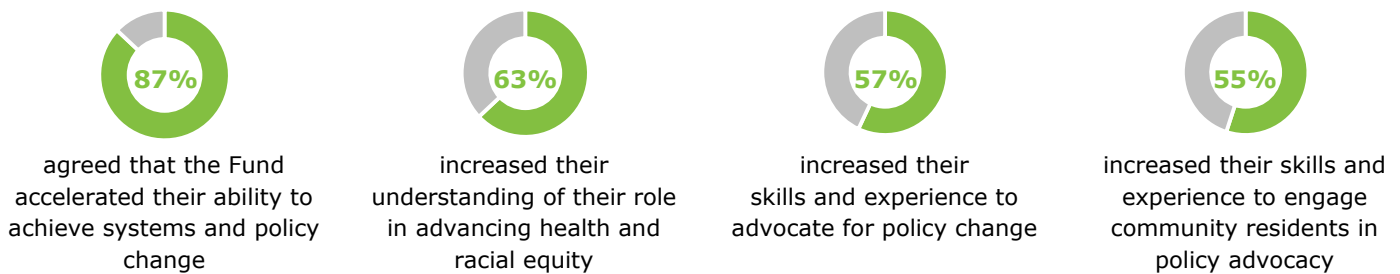 87%
agreed that the Fund
accelerated their ability to
achieve systems and policy
change
63%
increased their
understanding of their role
in advancing health and
racial equity
57%
increased their
skills and experience to
advocate for policy change
55%
increased their skills and
experience to engage
community residents in
policy advocacy